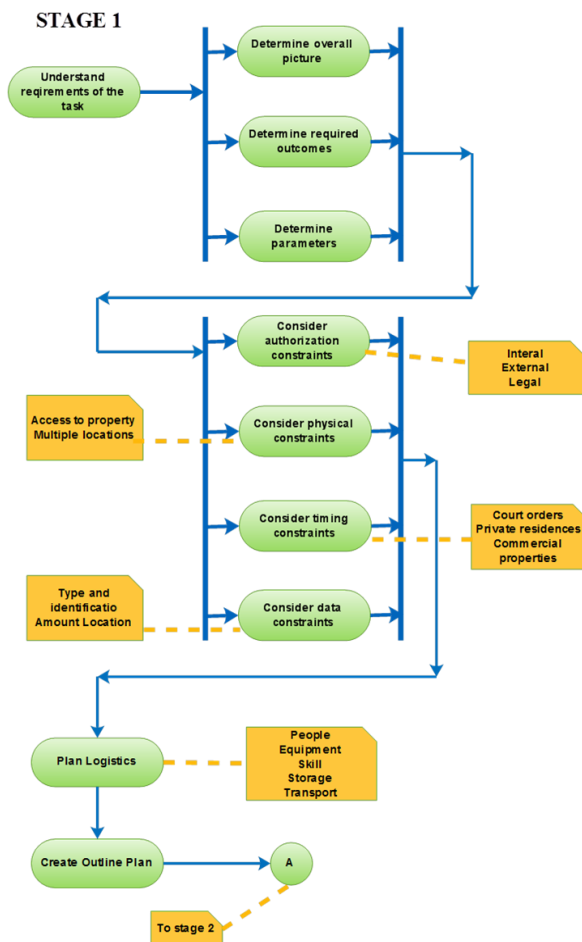 STAGE 1
Determine overall
picture
Understand
reqirements of the
task
Determine required
outcomes
Determine
parameters
Consider
authorization
constraints
Interal
External
Legal
Access to property
Multiple locations
Consider physical
constraints
Consider timing
constraints
Court orders
Private residences
Commercial
properties
Type and
identificatio
Amount Location
Consider data
constraints
Plan Logistics
People
Equipment
Skill
Storage
Transport
Create Outline Plan
A
To stage 2